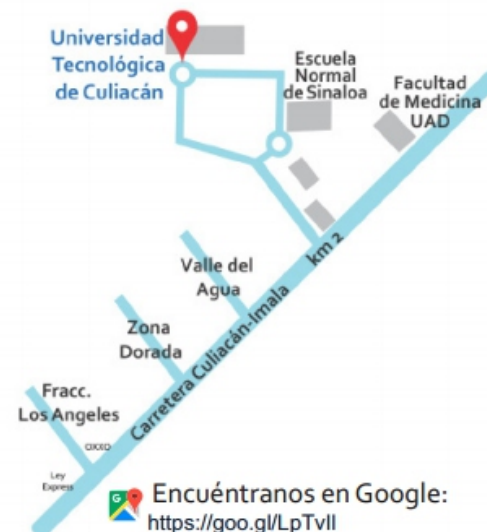 Universidad
Tecnológica
de Culiacán
Escuela
Normal
de Sinaloa
Facultad
de Medicina
UAD
km 2
Valle del
Agua
Carretera Culiacán-Imala
Zona
Dorada
Fracc.
Los Angeles
OXXO
Ley
Express
G
Encuéntranos en Google:
https://goo.gl/LpTvIl